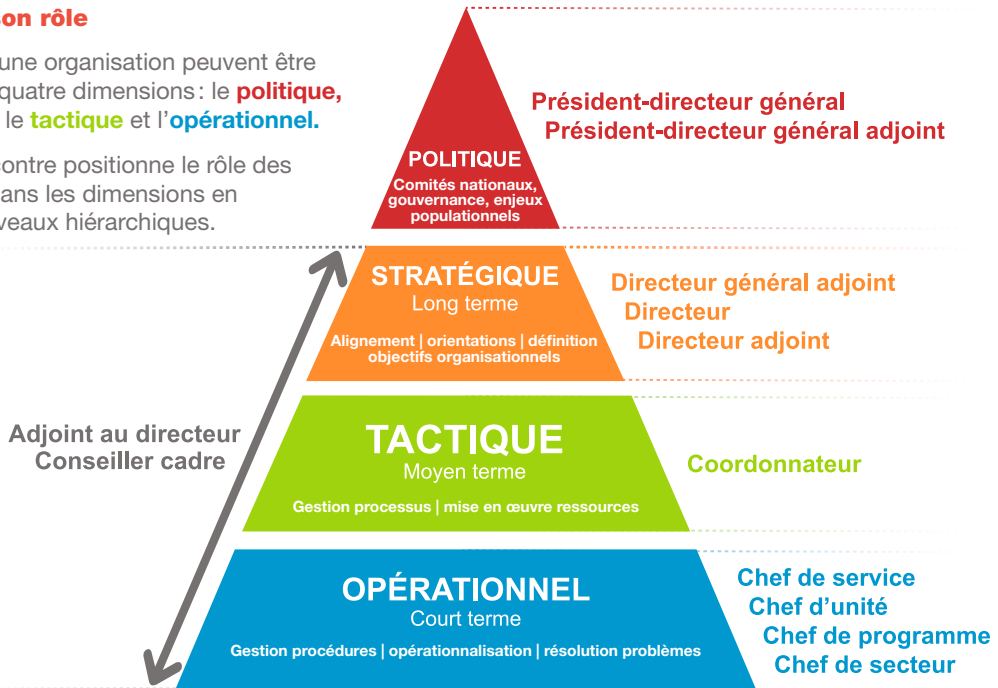 son rôle
une organisation peuvent être
quatre dimensions : le politique,
le tactique et l'opérationnel.
contre positionne le rôle des
ans les dimensions en
veaux hiérarchiques.
POLITIQUE
Comités nationaux,
gouvernance, enjeux
populationnels
Président-directeur général
Président-directeur général adjoint
STRATÉGIQUE
Long terme
Alignement | orientations | définition
objectifs organisationnels
Directeur général adjoint
Directeur
Directeur adjoint
Adjoint au directeur
Conseiller cadre
TACTIQUE
Moyen terme
Gestion processus | mise en œuvre ressources
Coordonnateur
OPÉRATIONNEL
Court terme
Gestion procédures | opérationnalisation | résolution problèmes
Chef de service
Chef d'unité
Chef de programme
Chef de secteur